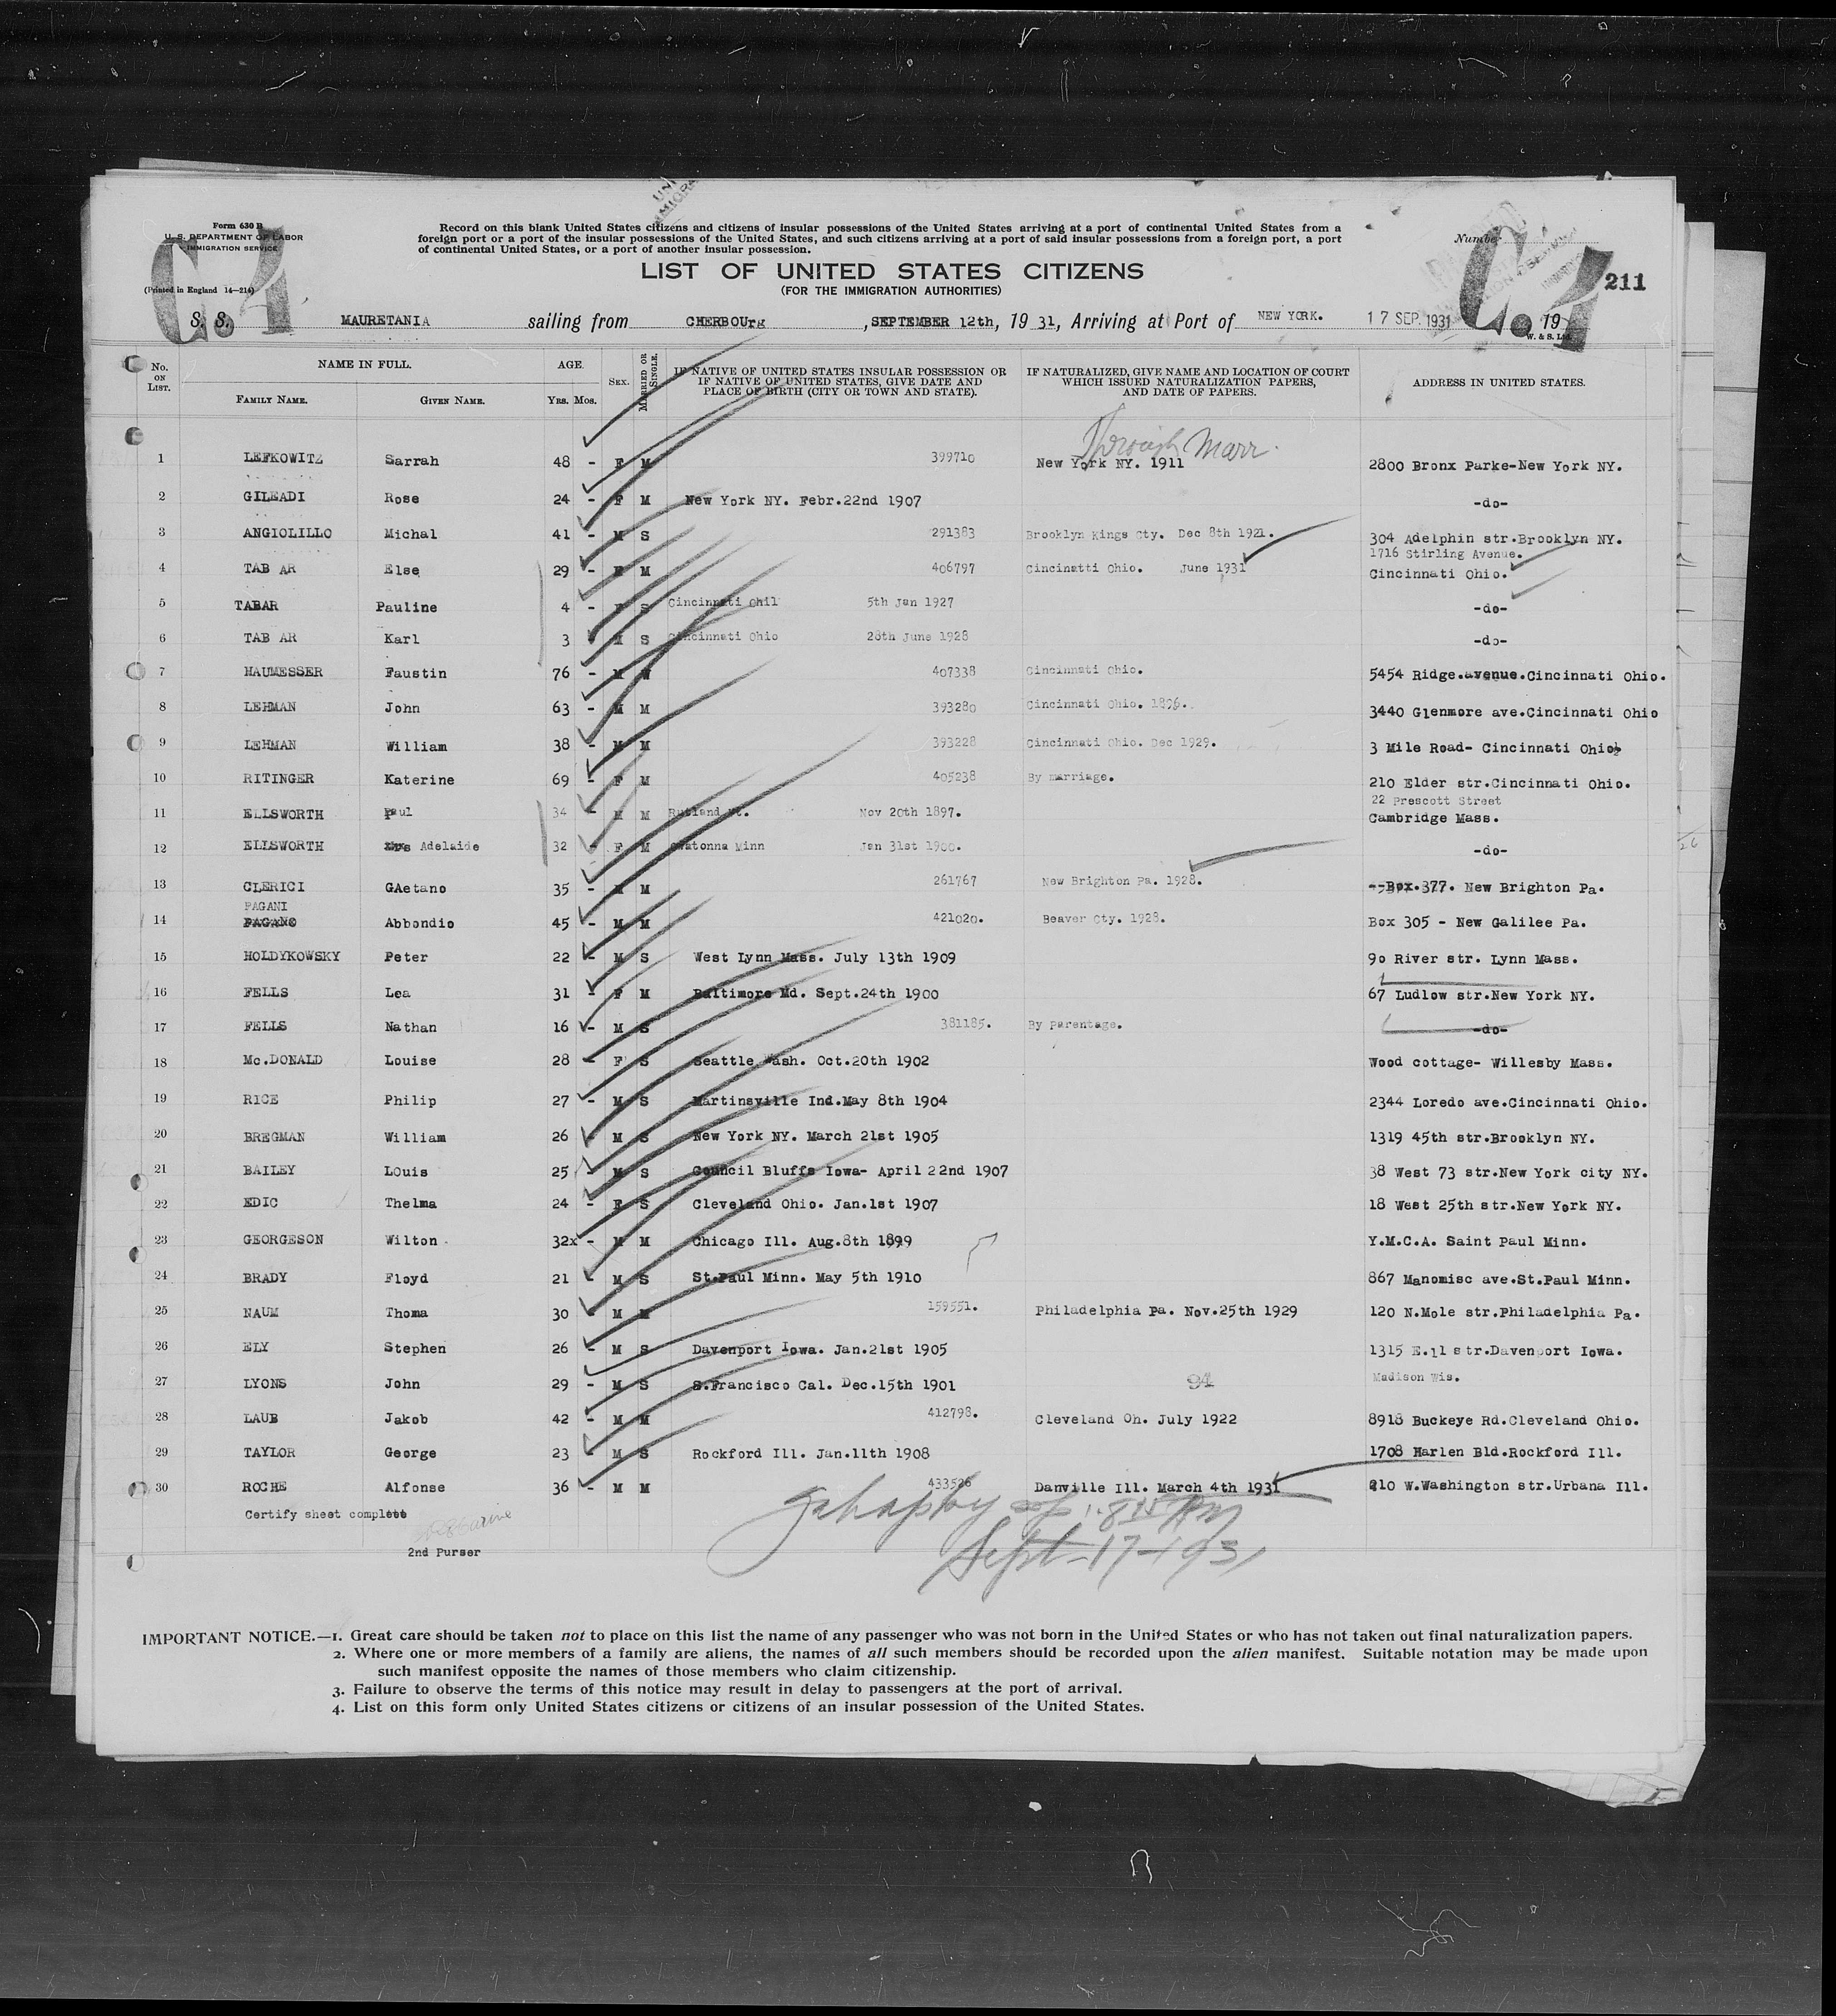 Form 630 B
U. S. DEPARTMENT OF LABOR
IMMIGRATION SERVICE
(Printed in England 14—214)
C.4
Record on this blank United States citizens and citizens of insular possessions of the United States arriving at a port of continental United States from a
foreign port or a port of the insular possessions of the United States, and such citizens arriving at a port of said insular possessions from a foreign port, a port
of continental United States, or a port of another insular possession.
Number
C.4
211
LIST OF UNITED STATES CITIZENS
(FOR THE IMMIGRATION AUTHORITIES)
S. S. MAURETANIA sailing from CHERBOUrg, SEPTEMBER 12th, 19 31, Arriving at Port of NEW YORK. 17 SEP. 1931 19
W. & S. Ltd.
No. ON LIST. NAME IN FULL. AGE. SEX. MARRIED OR SINGLE. IF NATIVE OF UNITED STATES INSULAR POSSESSION OR IF NATIVE OF UNITED STATES, GIVE DATE AND PLACE OF BIRTH (CITY OR TOWN AND STATE). IF NATURALIZED, GIVE NAME AND LOCATION OF COURT WHICH ISSUED NATURALIZATION PAPERS, AND DATE OF PAPERS. ADDRESS IN UNITED STATES.
FAMILY NAME. GIVEN NAME. YRS. MOS.
Through Marr.
1 LEFKOWITZ Sarrah 48 - F M 399710 New York NY. 1911 2800 Bronx Parke-New York NY.
2 GILEADI Rose 24 - F M New York NY. Febr.22nd 1907 -do-
3 ANGIOLILLO Michal 41 - M S 291383 Brooklyn Kings Cty. Dec 8th 1921. 304 Adelphin str.Brooklyn NY.
1716 Stirling Avenue.
4 TAB AR Else 29 - F M 406797 Cincinatti Ohio. June 1931 Cincinnati Ohio.
5 TABAR Pauline 4 - F S Cincinnati Ohil 5th Jan 1927 -do-
6 TAB AR Karl 3 M S Cincinnati Ohio 28th June 1928 -do-
7 HAUMESSER Faustin 76 - M W 407338 Cincinnati Ohio. 5454 Ridge.avenue.Cincinnati Ohio.
8 LEHMAN John 63 - M M 393280 Cincinnati Ohio. 1896. 3440 Glenmore ave.Cincinnati Ohio
9 LEHMAN William 38 - M M 393228 Cincinnati Ohio. Dec 1929. 3 Mile Road- Cincinnati Ohio
10 RITINGER Katerine 69 - F M 405238 By marriage. 210 Elder str.Cincinnati Ohio.
22 Prescott Street
11 ELLSWORTH Paul 34 - M M Rutland Vt. Nov 20th 1897. Cambridge Mass.
12 ELLSWORTH Mrs Adelaide 32 - F M Owatonna Minn Jan 31st 1900. -do-
13 CLERICI GAetano 35 - M M 261767 New Brighton Pa. 1928. Box.377. New Brighton Pa.
PAGANI
14 PAGANO Abbondio 45 - M M 421020. Beaver Cty. 1928. Box 305 - New Galilee Pa.
15 HOLDYKOWSKY Peter 22 - M S West Lynn Mass. July 13th 1909 90 River str. Lynn Mass.
16 FELLS Lea 31 - F M Baltimore Md. Sept.24th 1900 67 Ludlow str.New York NY.
17 FELLS Nathan 16 - M S 381185. By Parentage. -do-
18 Mc.DONALD Louise 28 - F S Seattle Wash. Oct.20th 1902 Wood cottage- Willesby Mass.
19 RICE Philip 27 - M S Martinsville Ind.May 8th 1904 2344 Loredo ave.Cincinnati Ohio.
20 BREGMAN William 26 - M S New York NY. March 21st 1905 1319 45th str.Brooklyn NY.
21 BAILEY LOuis 25 - M S Council Bluffs Iowa- April 22nd 1907 38 West 73 str.New York city NY.
22 EDIC Thelma 24 - F S Cleveland Ohio. Jan.1st 1907 18 West 25th str.New York NY.
23 GEORGESON Wilton 32x - M M Chicago Ill. Aug.8th 1899 Y.M.C.A. Saint Paul Minn.
24 BRADY Floyd 21 - M S St.Paul Minn. May 5th 1910 867 Manomisc ave.St.Paul Minn.
25 NAUM Thoma 30 - M M 159551. Philadelphia Pa. Nov.25th 1929 120 N.Mole str.Philadelphia Pa.
26 ELY Stephen 26 - M S Davenport Iowa. Jan.21st 1905 1315 E.11 str.Davenport Iowa.
27 LYONS John 29 - M S S.Francisco Cal. Dec.15th 1901 94 Madison Wis.
28 LAUB Jakob 42 - M M 412798. Cleveland Oh. July 1922 8918 Buckeye Rd.Cleveland Ohio.
29 TAYLOR George 23 - M S Rockford Ill. Jan.11th 1908 1708 Harlen Bld.Rockford Ill.
30 ROCHE Alfonse 36 - M M 433526 Danville Ill. March 4th 1931 210 W.Washington str.Urbana Ill.
Certify sheet complete
8 15 PM
Sept-17-1931
2nd Purser
IMPORTANT NOTICE.—1. Great care should be taken not to place on this list the name of any passenger who was not born in the United States or who has not taken out final naturalization papers.
2. Where one or more members of a family are aliens, the names of all such members should be recorded upon the alien manifest. Suitable notation may be made upon
such manifest opposite the names of those members who claim citizenship.
3. Failure to observe the terms of this notice may result in delay to passengers at the port of arrival.
4. List on this form only United States citizens or citizens of an insular possession of the United States.